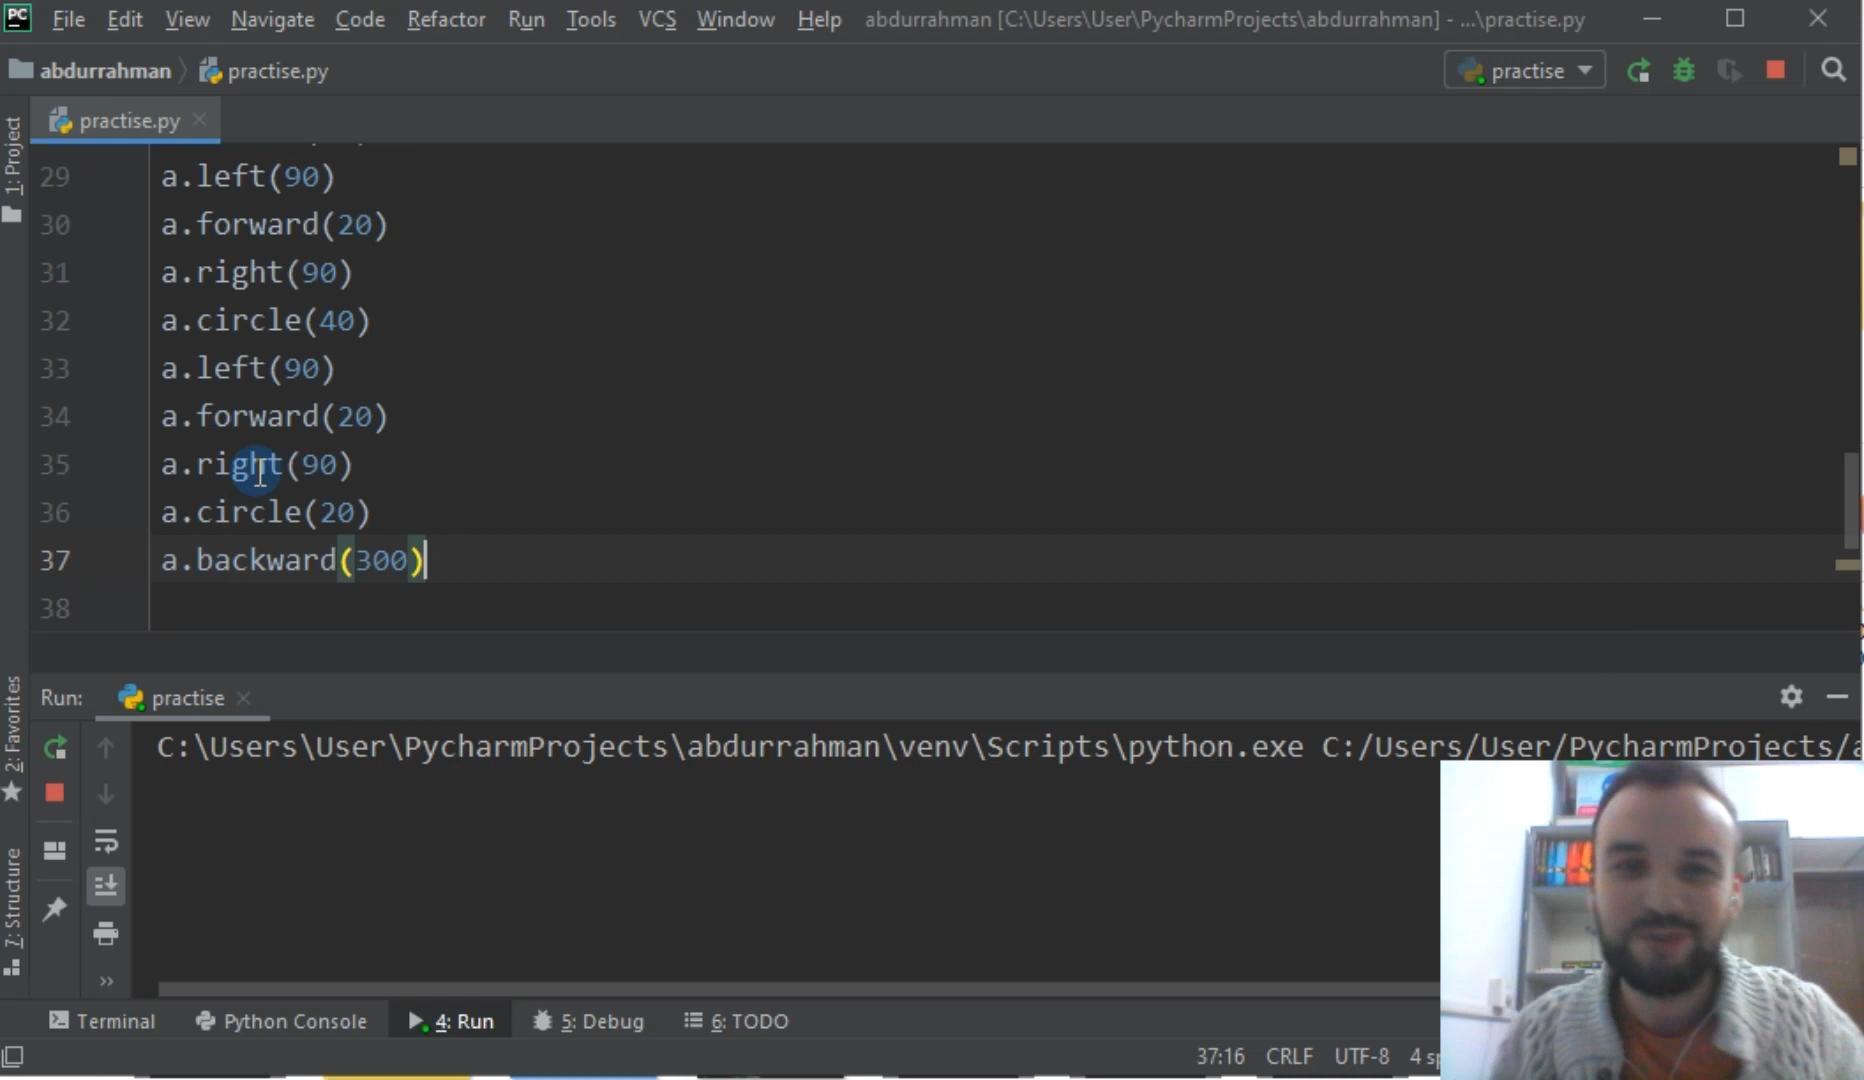 PC File Edit View Navigate Code Refactor Run Tools VCS Window Help abdurrahman [C:\Users\User\PycharmProjects\abdurrahman] - ...\practise.py
abdurrahman practise.py practise
practise.py
1: Project
29 a.left(90)
30 a.forward(20)
31 a.right(90)
32 a.circle(40)
33 a.left(90)
34 a.forward(20)
35 a.right(90)
36 a.circle(20)
37 a.backward(300)
38
2: Favorites
7: Structure
Run: practise
C:\Users\User\PycharmProjects\abdurrahman\venv\Scripts\python.exe C:/Users/User/PycharmProjects/a
Terminal Python Console 4: Run 5: Debug 6: TODO
37:16 CRLF UTF-8 4 sp